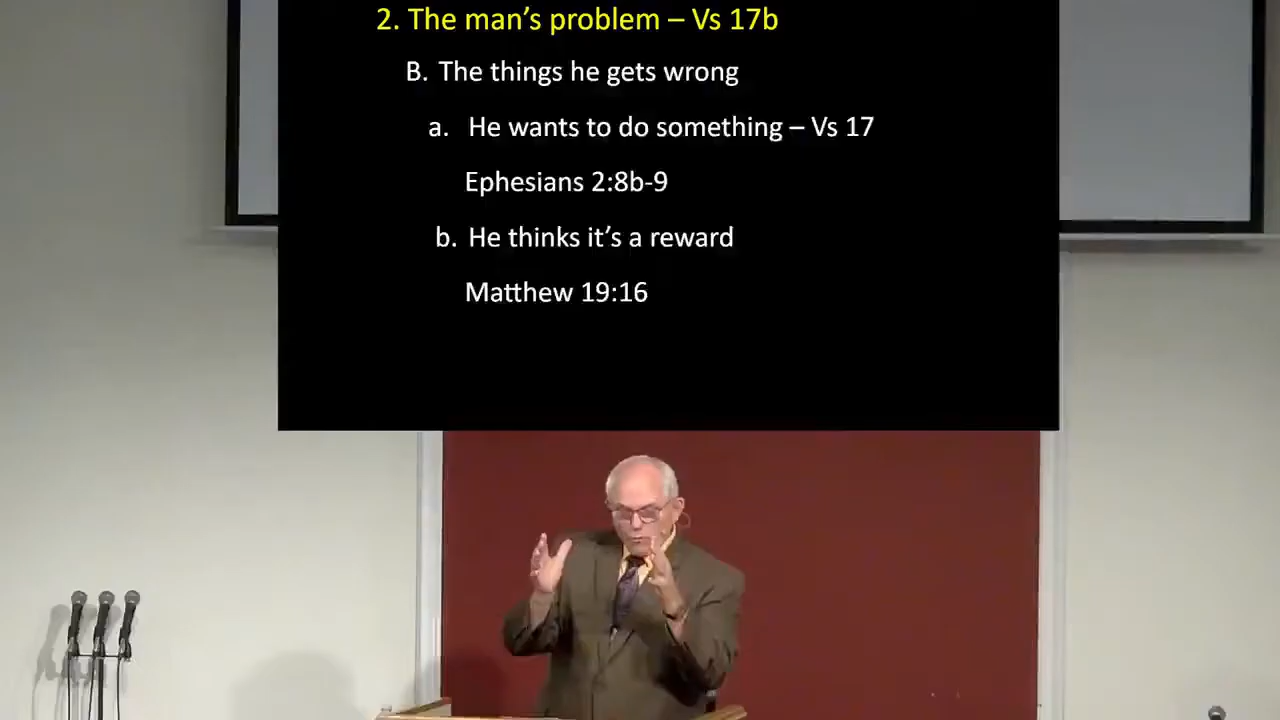 2. The man’s problem – Vs 17b
B. The things he gets wrong
a. He wants to do something – Vs 17
Ephesians 2:8b-9
b. He thinks it’s a reward
Matthew 19:16